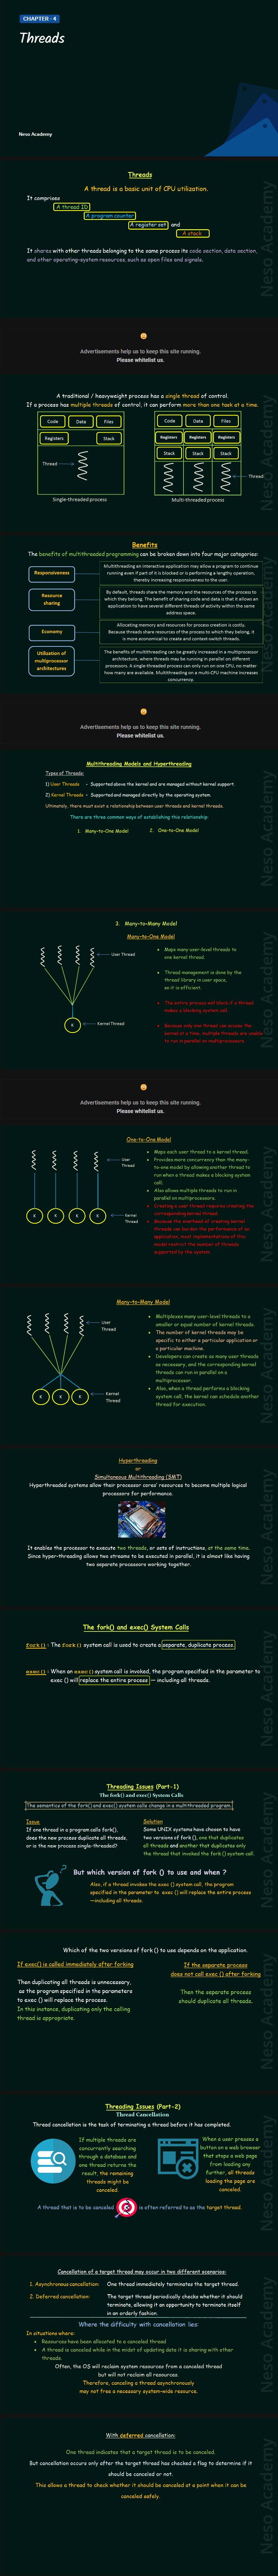 CHAPTER - 4
Threads
Neso Academy
Threads
A thread is a basic unit of CPU utilization.
It comprises
A thread ID
A program counter
A register set and
A stack
It shares with other threads belonging to the same process its code section, data section,
and other operating-system resources, such as open files and signals.
Neso Academy
Advertisements help us to keep this site running.
Please whitelist us.
A traditional / heavyweight process has a single thread of control.
If a process has multiple threads of control, it can perform more than one task at a time.
Code Data Files
Registers Stack
Thread
Single-threaded process
Code Data Files
Registers Registers Registers
Stack Stack Stack
Thread
Multi-threaded process
Benefits
The benefits of multithreaded programming can be broken down into four major categories:
Responsiveness
Multithreading an interactive application may allow a program to continue
running even if part of it is blocked or is performing a lengthy operation,
thereby increasing responsiveness to the user.
Resource
sharing
By default, threads share the memory and the resources of the process to
which they belong. The benefit of sharing code and data is that it allows an
application to have several different threads of activity within the same
address space.
Economy
Allocating memory and resources for process creation is costly.
Because threads share resources of the process to which they belong, it
is more economical to create and context-switch threads.
Utilization of
multiprocessor
architectures
The benefits of multithreading can be greatly increased in a multiprocessor
architecture, where threads may be running in parallel on different
processors. A single-threaded process can only run on one CPU, no matter
how many are available. Multithreading on a multi-CPU machine increases
concurrency.
Advertisements help us to keep this site running.
Please whitelist us.
Multithreading Models and Hyperthreading
Types of Threads:
1) User Threads - Supported above the kernel and are managed without kernel support.
2) Kernel Threads - Supported and managed directly by the operating system.
Ultimately, there must exist a relationship between user threads and kernel threads.
There are three common ways of establishing this relationship:
1. Many-to-One Model 2. One-to-One Model
Neso Academy
3. Many-to-Many Model
Many-to-One Model
User Thread
K
Kernel Thread
• Maps many user-level threads to
one kernel thread.
• Thread management is done by the
thread library in user space,
so it is efficient.
• The entire process will block if a thread
makes a blocking system call.
• Because only one thread can access the
kernel at a time, multiple threads are unable
to run in parallel on multiprocessors.
Advertisements help us to keep this site running.
Please whitelist us.
One-to-One Model
User
Thread
K K K K
Kernel
Thread
• Maps each user thread to a kernel thread.
• Provides more concurrency than the many-
to-one model by allowing another thread to
run when a thread makes a blocking system
call.
• Also allows multiple threads to run in
parallel on multiprocessors.
• Creating a user thread requires creating the
corresponding kernel thread.
• Because the overhead of creating kernel
threads can burden the performance of an
application, most implementations of this
model restrict the number of threads
supported by the system.
Neso Academy
Many-to-Many Model
User
Thread
K K K
Kernel
Thread
• Multiplexes many user-level threads to a
smaller or equal number of kernel threads.
• The number of kernel threads may be
specific to either a particular application or
a particular machine.
• Developers can create as many user threads
as necessary, and the corresponding kernel
threads can run in parallel on a
multiprocessor.
• Also, when a thread performs a blocking
system call, the kernel can schedule another
thread for execution.
Hyperthreading
or
Simultaneous Multithreading (SMT)
Hyperthreaded systems allow their processor cores' resources to become multiple logical
processors for performance.
It enables the processor to execute two threads, or sets of instructions, at the same time.
Since hyper-threading allows two streams to be executed in parallel, it is almost like having
two separate processors working together.
Neso Academy
The fork() and exec() System Calls
fork() : The fork() system call is used to create a separate, duplicate process.
exec() : When an exec() system call is invoked, the program specified in the parameter to
exec () will replace the entire process — including all threads.
Threading Issues (Part-1)
The fork() and exec() System Calls
The semantics of the fork() and exec() system calls change in a multithreaded program.
Issue
If one thread in a program calls fork(),
does the new process duplicate all threads,
or is the new process single-threaded?
Solution
Some UNIX systems have chosen to have
two versions of fork (), one that duplicates
all threads and another that duplicates only
the thread that invoked the fork () system call.
But which version of fork () to use and when ?
Also, if a thread invokes the exec () system call, the program
specified in the parameter to exec () will replace the entire process
—including all threads.
Neso Academy
Which of the two versions of fork () to use depends on the application.
If exec() is called immediately after forking
Then duplicating all threads is unnecessary,
as the program specified in the parameters
to exec () will replace the process.
In this instance, duplicating only the calling
thread is appropriate.
If the separate process
does not call exec () after forking
Then the separate process
should duplicate all threads.
Threading Issues (Part-2)
Thread Cancellation
Thread cancellation is the task of terminating a thread before it has completed.
If multiple threads are
concurrently searching
through a database and
one thread returns the
result, the remaining
threads might be
canceled.
When a user presses a
button on a web browser
that stops a web page
from loading any
further, all threads
loading the page are
canceled.
A thread that is to be canceled is often referred to as the target thread.
Neso Academy
Cancellation of a target thread may occur in two different scenarios:
1. Asynchronous cancellation: One thread immediately terminates the target thread.
2. Deferred cancellation: The target thread periodically checks whether it should
terminate, allowing it an opportunity to terminate itself
in an orderly fashion.
Where the difficulty with cancellation lies:
In situations where:
• Resources have been allocated to a canceled thread
• A thread is canceled while in the midst of updating data it is sharing with other
threads.
Often, the OS will reclaim system resources from a canceled thread
but will not reclaim all resources.
Therefore, canceling a thread asynchronously
may not free a necessary system-wide resource.
With deferred cancellation:
One thread indicates that a target thread is to be canceled.
But cancellation occurs only after the target thread has checked a flag to determine if it
should be canceled or not.
This allows a thread to check whether it should be canceled at a point when it can be
canceled safely.
Neso Academy